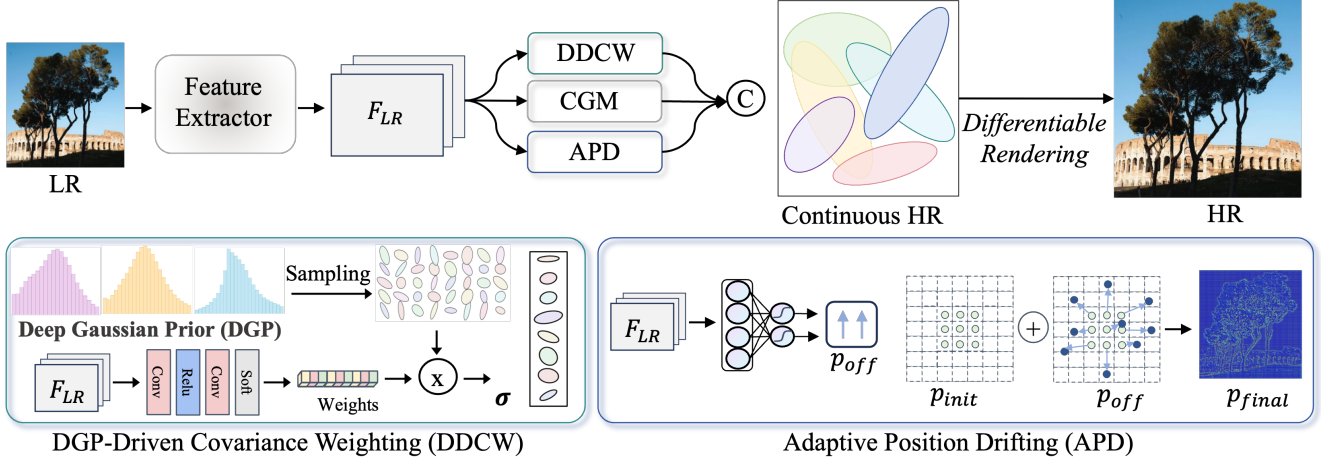 LR
Feature
Extractor
F_LR
DDCW
CGM
APD
C
Continuous HR
Differentiable
Rendering
HR
Deep Gaussian Prior (DGP)
Sampling
F_LR
Conv
Relu
Conv
Soft
Weights
x
σ
DGP-Driven Covariance Weighting (DDCW)
F_LR
p_off
p_init
+
p_off
p_final
Adaptive Position Drifting (APD)